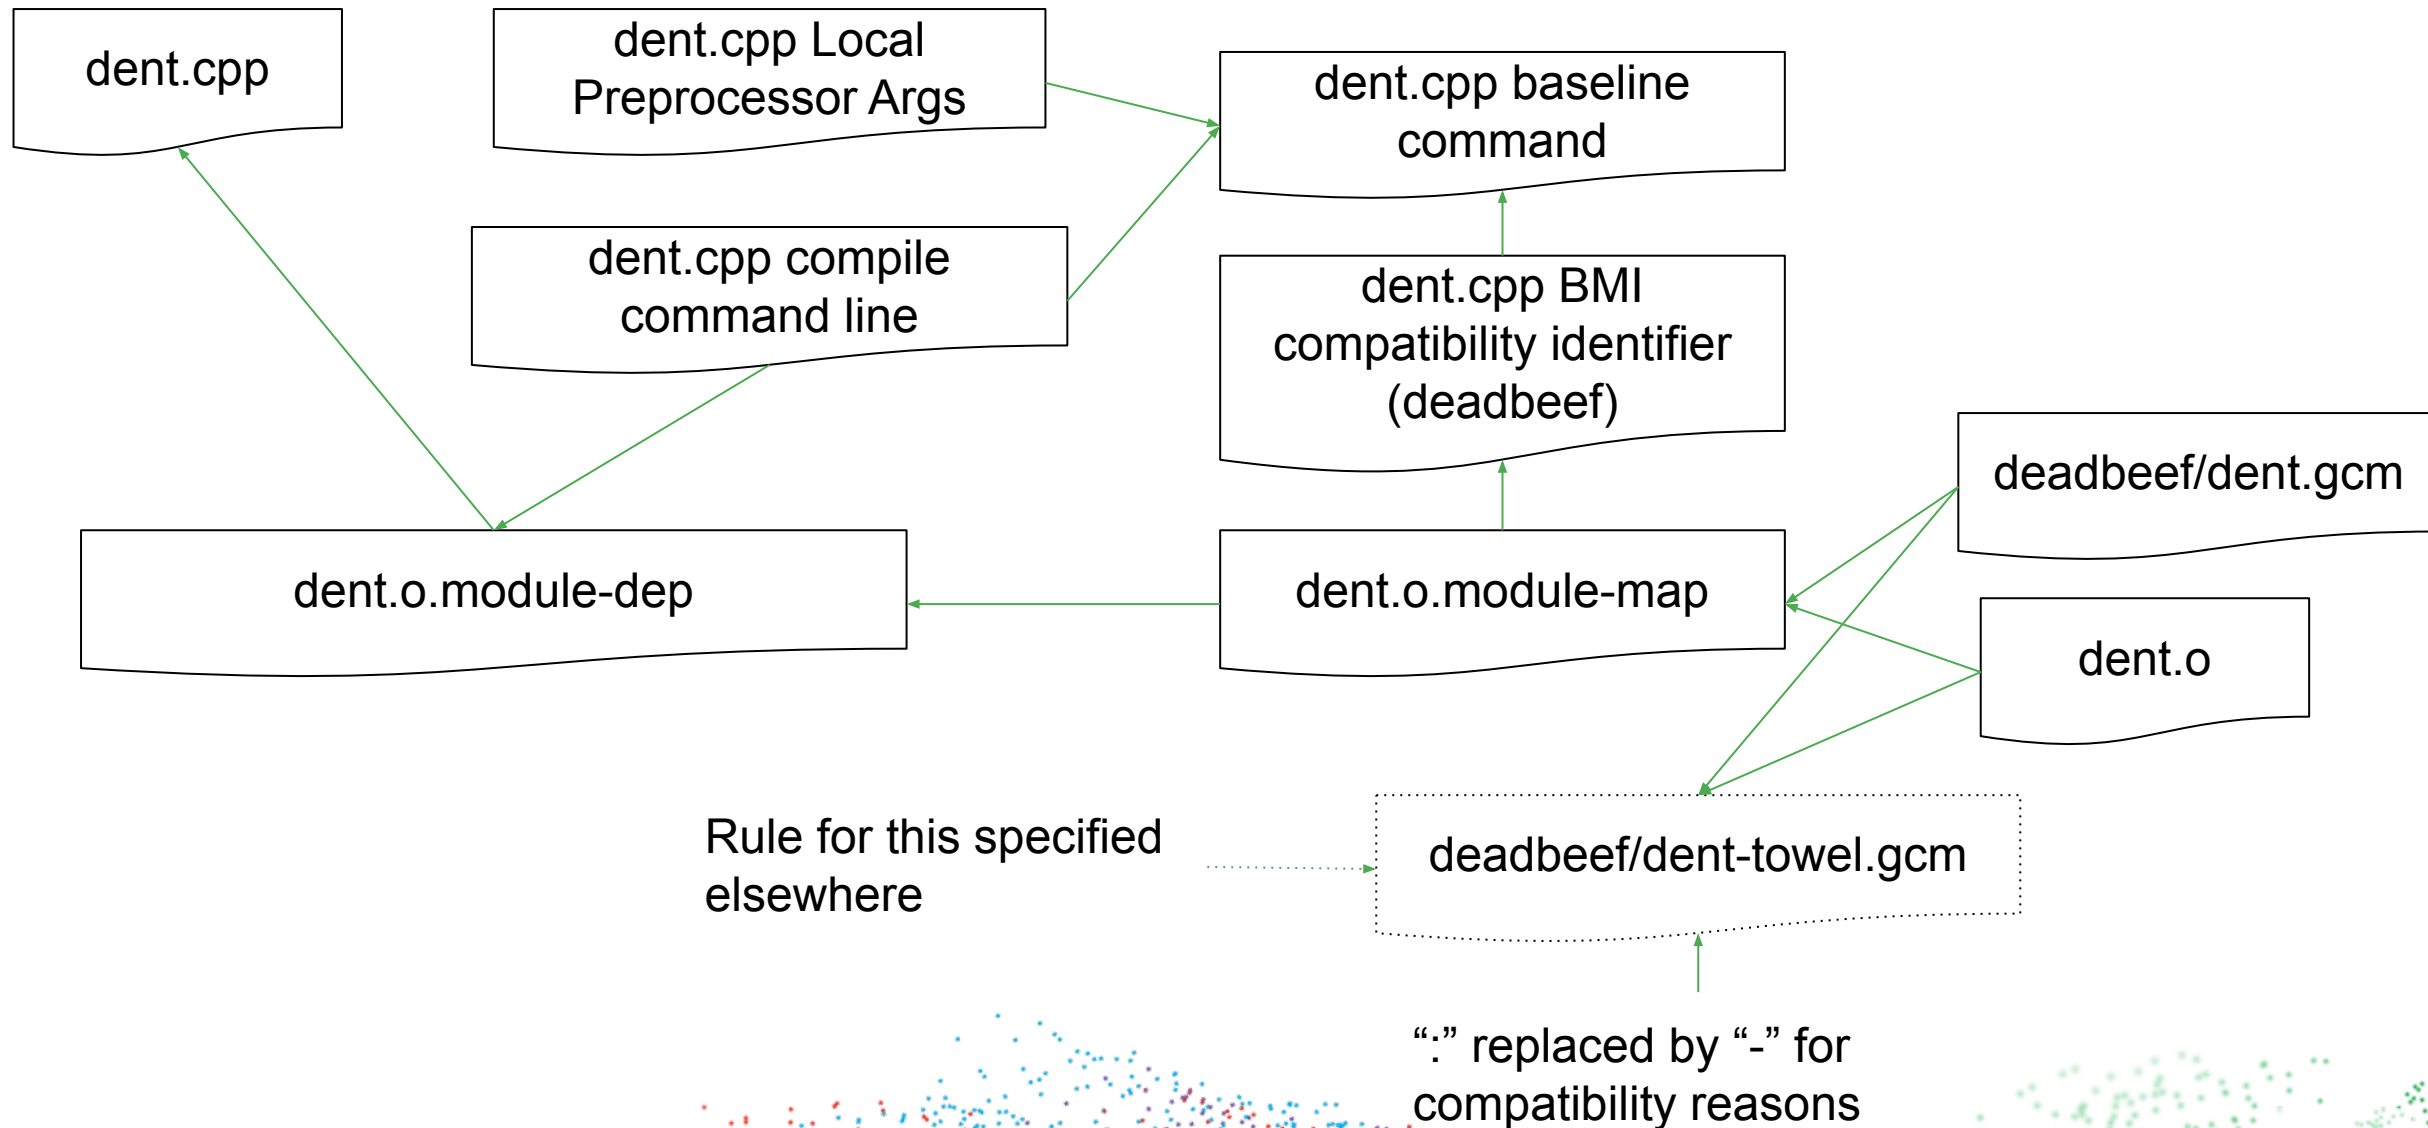 dent.cpp
dent.cpp Local
Preprocessor Args
dent.cpp baseline
command
dent.cpp compile
command line
dent.cpp BMI
compatibility identifier
(deadbeef)
deadbeef/dent.gcm
dent.o.module-dep
dent.o.module-map
dent.o
Rule for this specified
elsewhere
deadbeef/dent-towel.gcm
“:” replaced by “-” for
compatibility reasons